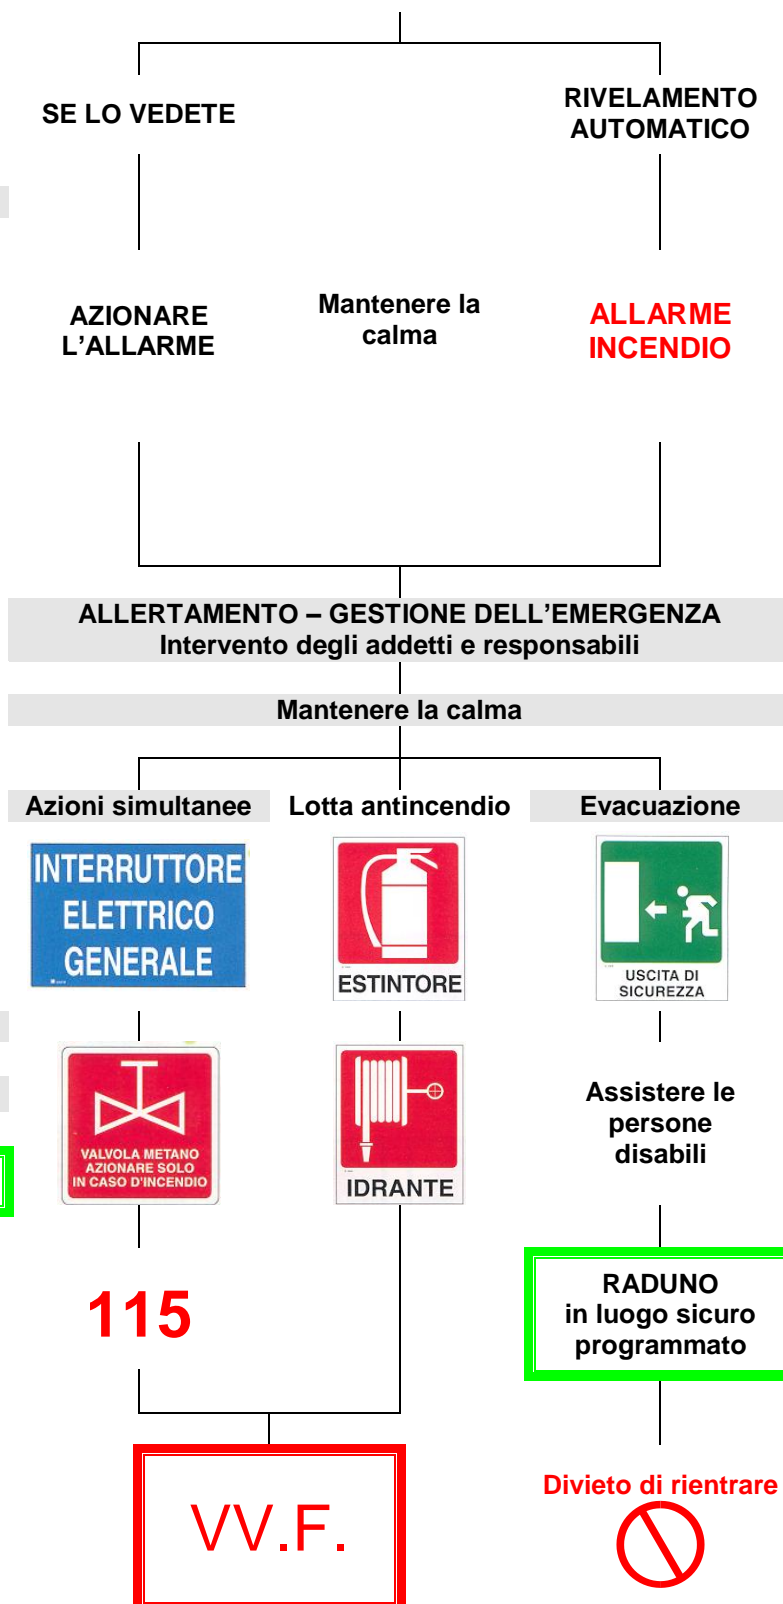 SE LO VEDETE
RIVELAMENTO
AUTOMATICO
AZIONARE
L’ALLARME
Mantenere la
calma
ALLARME
INCENDIO
ALLERTAMENTO – GESTIONE DELL’EMERGENZA
Intervento degli addetti e responsabili
Mantenere la calma
Azioni simultanee
Lotta antincendio
Evacuazione
INTERRUTTORE
ELETTRICO
GENERALE
ESTINTORE
USCITA DI
SICUREZZA
VALVOLA METANO
AZIONARE SOLO
IN CASO D'INCENDIO
IDRANTE
Assistere le
persone
disabili
115
RADUNO
in luogo sicuro
programmato
VV.F.
Divieto di rientrare